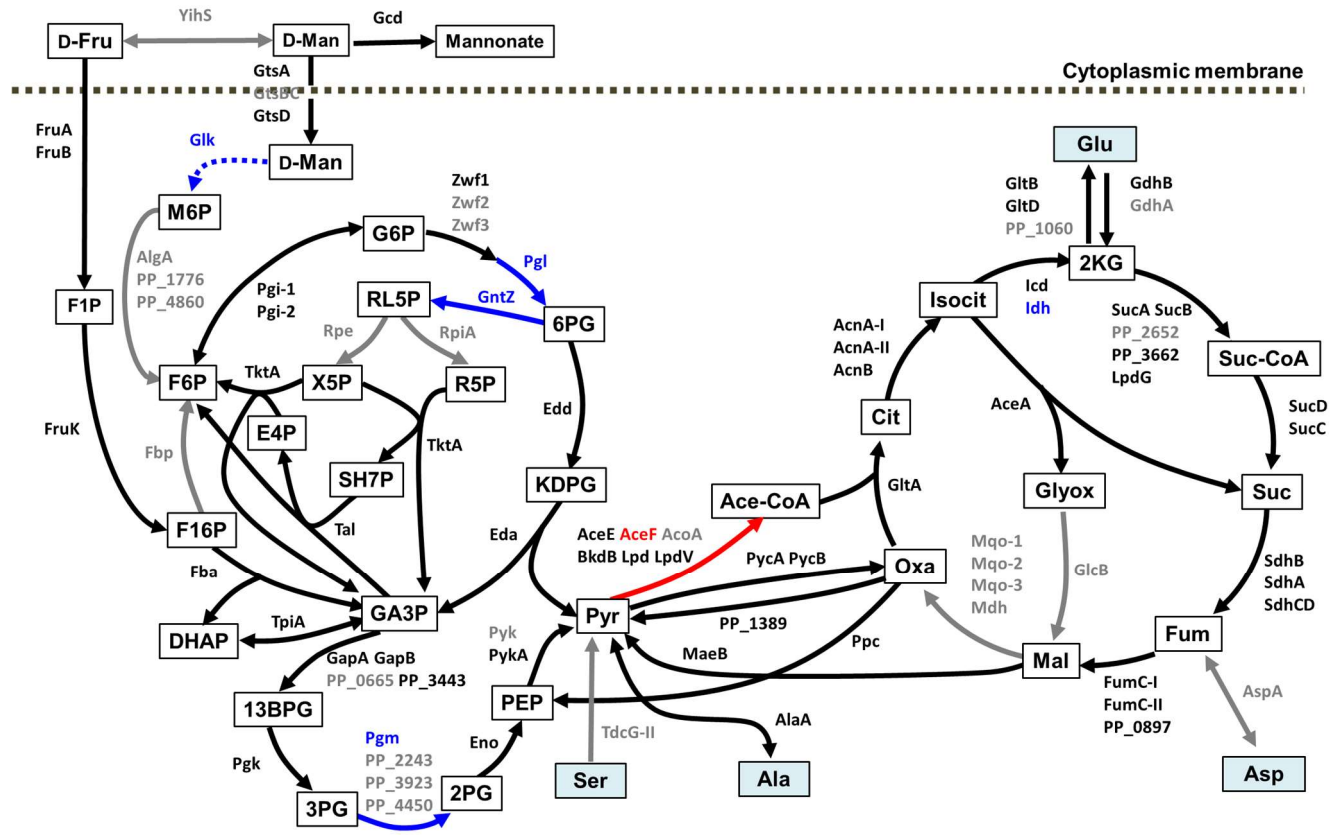 YihS
Gcd
D-Fru
D-Man
Mannonate
GtsA
GtsBC
GtsD
Cytoplasmic membrane
FruA
FruB
Glk
D-Man
M6P
Glu
GltB
GltD
PP_1060
GdhB
GdhA
Zwf1
Zwf2
Zwf3
G6P
Pgl
2KG
AlgA
PP_1776
PP_4860
Pgi-1
Pgi-2
RL5P
GntZ
6PG
F1P
Isocit
Icd
Idh
Rpe
RpiA
AcnA-I
AcnA-II
AcnB
SucA SucB
PP_2652
PP_3662
LpdG
Suc-CoA
F6P
TktA
X5P
R5P
Edd
Cit
AceA
SucD
SucC
FruK
Fbp
E4P
TktA
SH7P
KDPG
Ace-CoA
GltA
Glyox
Suc
F16P
Tal
Eda
AceE AceF AcoA
BkdB Lpd LpdV
PycA PycB
Oxa
Mqo-1
Mqo-2
Mqo-3
Mdh
GlcB
SdhB
SdhA
SdhCD
Fba
DHAP
TpiA
GA3P
Pyr
PP_1389
Fum
GapA GapB
PP_0665 PP_3443
Pyk
PykA
MaeB
Ppc
Mal
13BPG
PEP
FumC-I
FumC-II
PP_0897
AspA
Pgk
Pgm
PP_2243
PP_3923
PP_4450
Eno
TdcG-II
AlaA
3PG
2PG
Ser
Ala
Asp